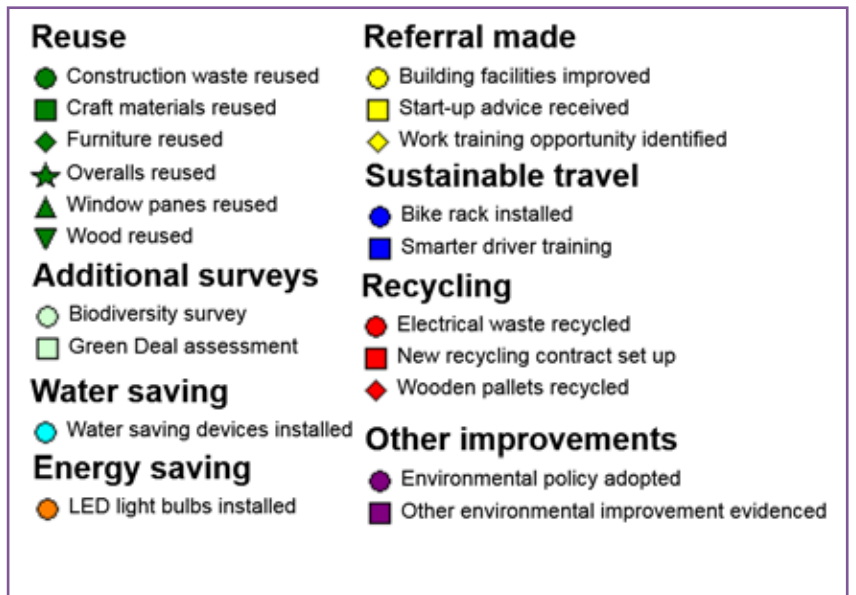 Reuse
Construction waste reused
Craft materials reused
Furniture reused
Overalls reused
Window panes reused
Wood reused
Additional surveys
Biodiversity survey
Green Deal assessment
Water saving
Water saving devices installed
Energy saving
LED light bulbs installed
Referral made
Building facilities improved
Start-up advice received
Work training opportunity identified
Sustainable travel
Bike rack installed
Smarter driver training
Recycling
Electrical waste recycled
New recycling contract set up
Wooden pallets recycled
Other improvements
Environmental policy adopted
Other environmental improvement evidenced